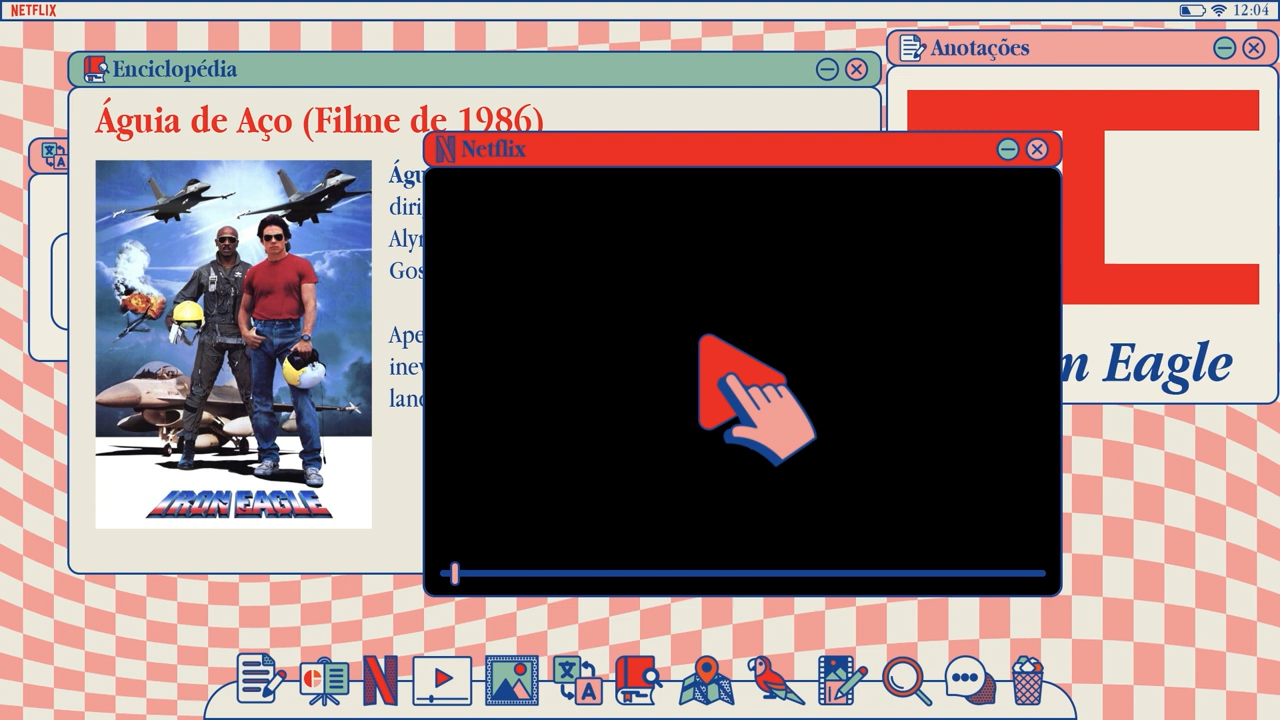 NETFLIX
12:04
Enciclopédia
Anotações
Águia de Aço (Filme de 1986)
Netflix
Águ
diri
Alyn
Gos
Ape
inev
land
n Eagle
IRON EAGLE
A
A